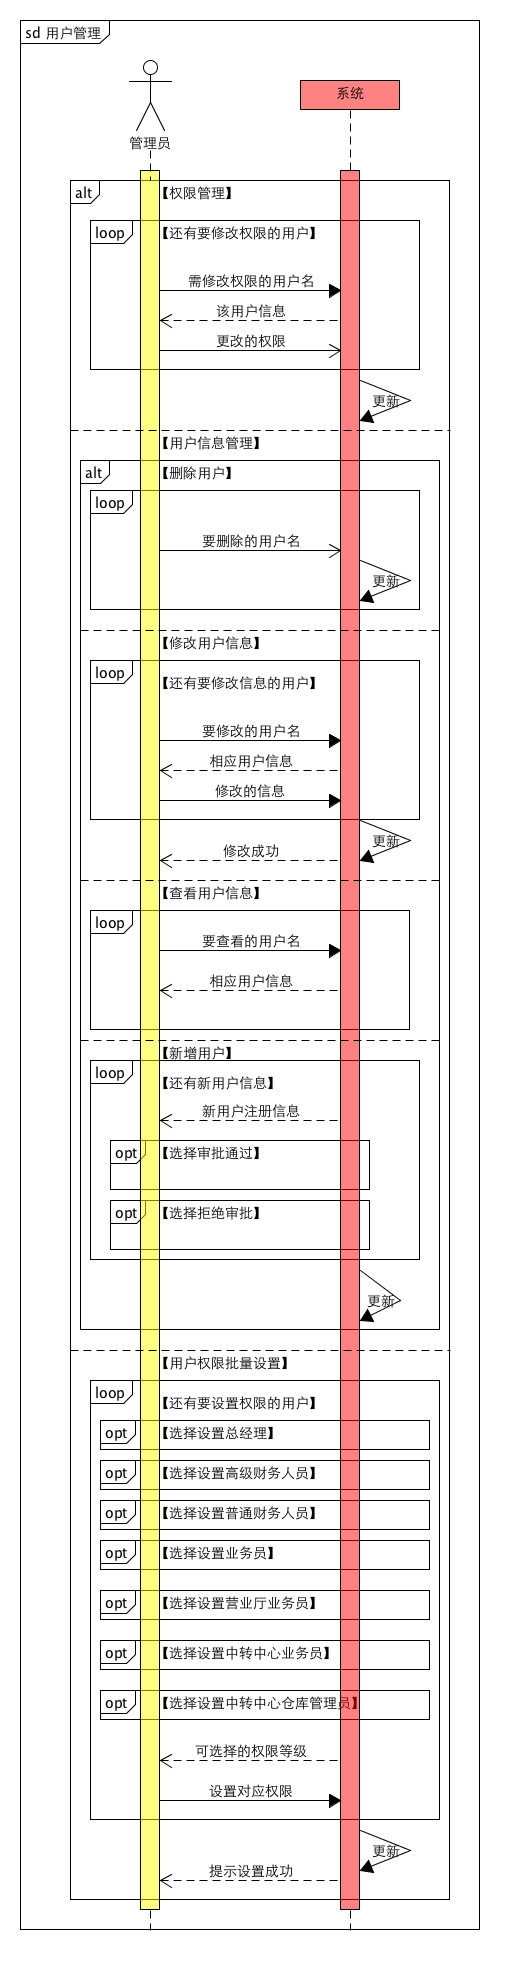 sd 用户管理
管理员
系统
alt
【权限管理】
loop
【还有要修改权限的用户】
需修改权限的用户名
该用户信息
更改的权限
更新
【用户信息管理】
alt
【删除用户】
loop
要删除的用户名
更新
【修改用户信息】
loop
【还有要修改信息的用户】
要修改的用户名
相应用户信息
修改的信息
更新
修改成功
【查看用户信息】
loop
要查看的用户名
相应用户信息
【新增用户】
loop
【还有新用户信息】
新用户注册信息
opt
【选择审批通过】
opt
【选择拒绝审批】
更新
【用户权限批量设置】
loop
【还有要设置权限的用户】
opt
【选择设置总经理】
opt
【选择设置高级财务人员】
opt
【选择设置普通财务人员】
opt
【选择设置业务员】
opt
【选择设置营业厅业务员】
opt
【选择设置中转中心业务员】
opt
【选择设置中转中心仓库管理员】
可选择的权限等级
设置对应权限
更新
提示设置成功